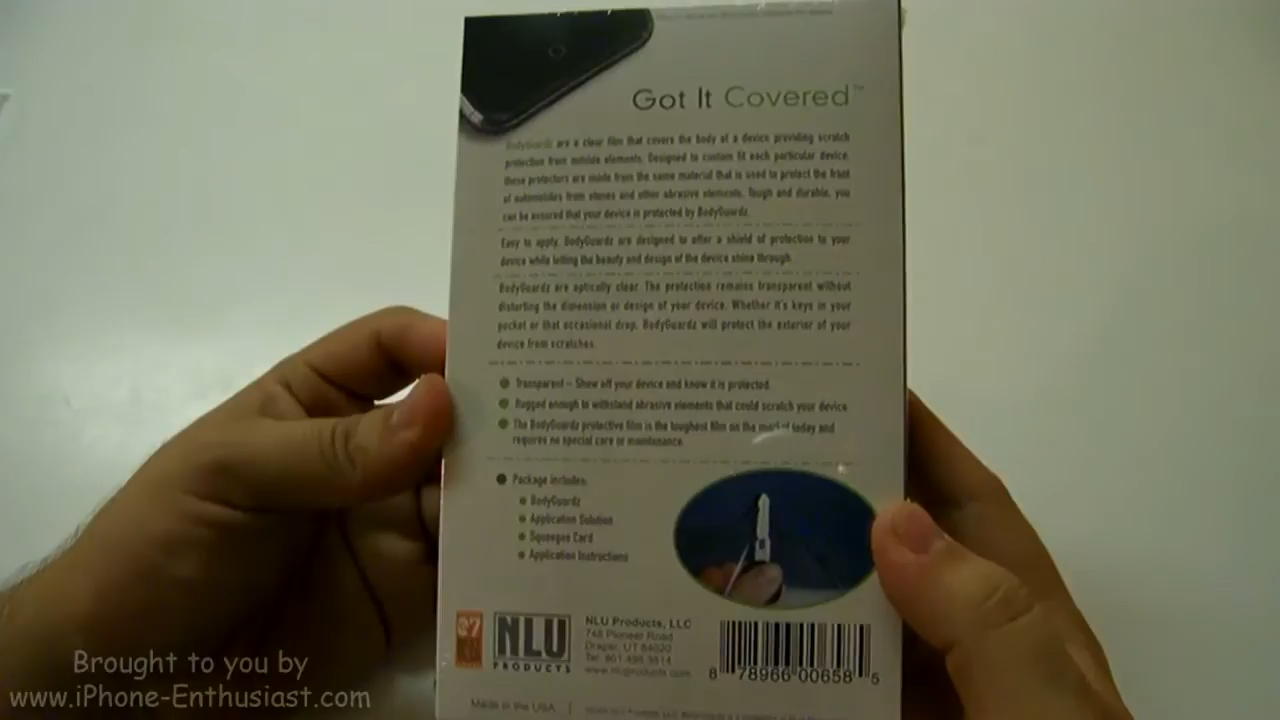 Got It Covered™
BodyGuardz are a clear film that covers the body of a device providing scratch
protection from outside elements. Designed to custom fit each particular device,
these protectors are made from the same material that is used to protect the front
of automobiles from stones and other abrasive elements. Tough and durable, you
can be assured that your device is protected by BodyGuardz.
Easy to apply, BodyGuardz are designed to offer a shield of protection to your
device while letting the beauty and design of the device shine through.
BodyGuardz are optically clear. The protection remains transparent without
distorting the dimension or design of your device. Whether it's keys in your
pocket or that occasional drop, BodyGuardz will protect the exterior of your
device from scratches.
Transparent – Show off your device and know it is protected.
Rugged enough to withstand abrasive elements that could scratch your device
The BodyGuardz protective film is the toughest film on the market today and
requires no special care or maintenance.
Package includes:
BodyGuardz
Application Solution
Squeegee Card
Application Instructions
NLU
PRODUCTS
NLU Products, LLC
748 Pioneer Road
Draper, UT 84020
www.nluproducts.com
8 78966 00658 5
Made in the USA
Brought to you by
www.iPhone-Enthusiast.com